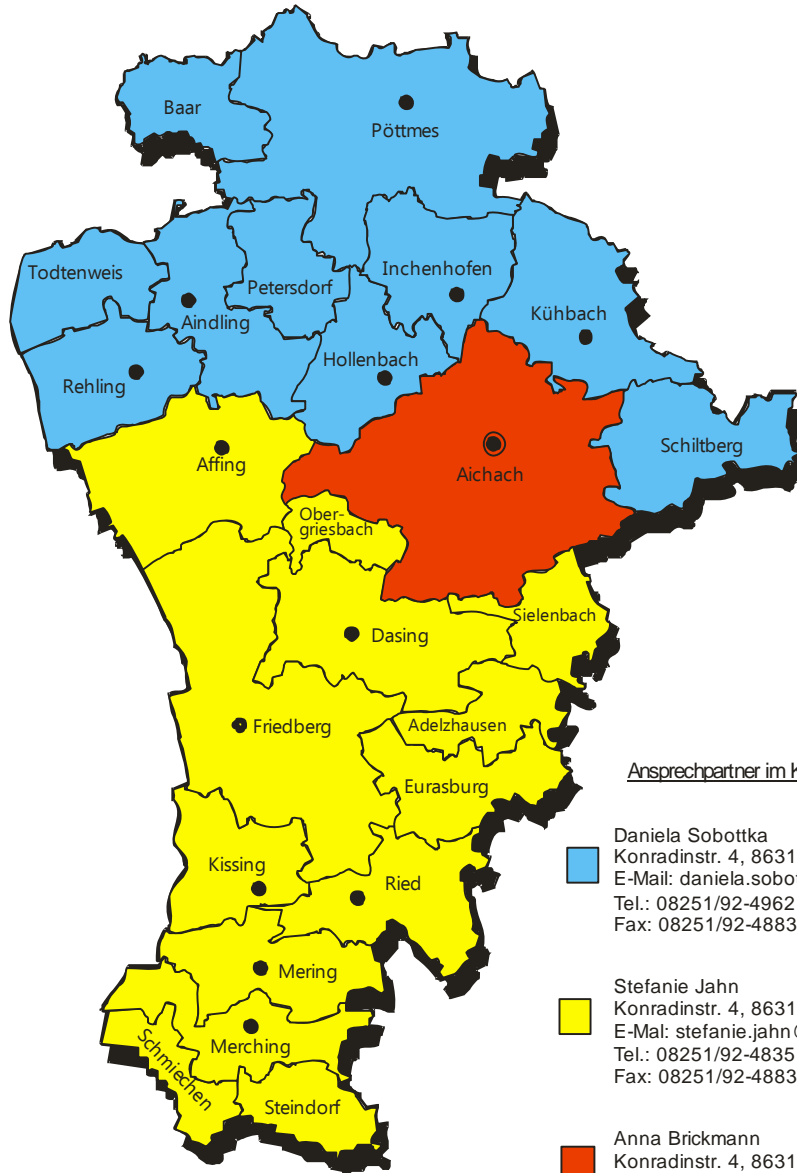 Baar
Pöttmes
Todtenweis
Petersdorf
Inchenhofen
Aindling
Kühbach
Rehling
Hollenbach
Affing
Aichach
Schiltberg
Ober-
griesbach
Sielenbach
Dasing
Friedberg
Adelzhausen
Eurasburg
Kissing
Ried
Mering
Merching
Schmiechen
Steindorf
Ansprechpartner im K
Daniela Sobottka
Konradinstr. 4, 8631
E-Mail: daniela.sobot
Tel.: 08251/92-4962
Fax: 08251/92-4883
Stefanie Jahn
Konradinstr. 4, 8631
E-Mal: stefanie.jahn@
Tel.: 08251/92-4835
Fax: 08251/92-4883
Anna Brickmann
Konradinstr. 4, 8631